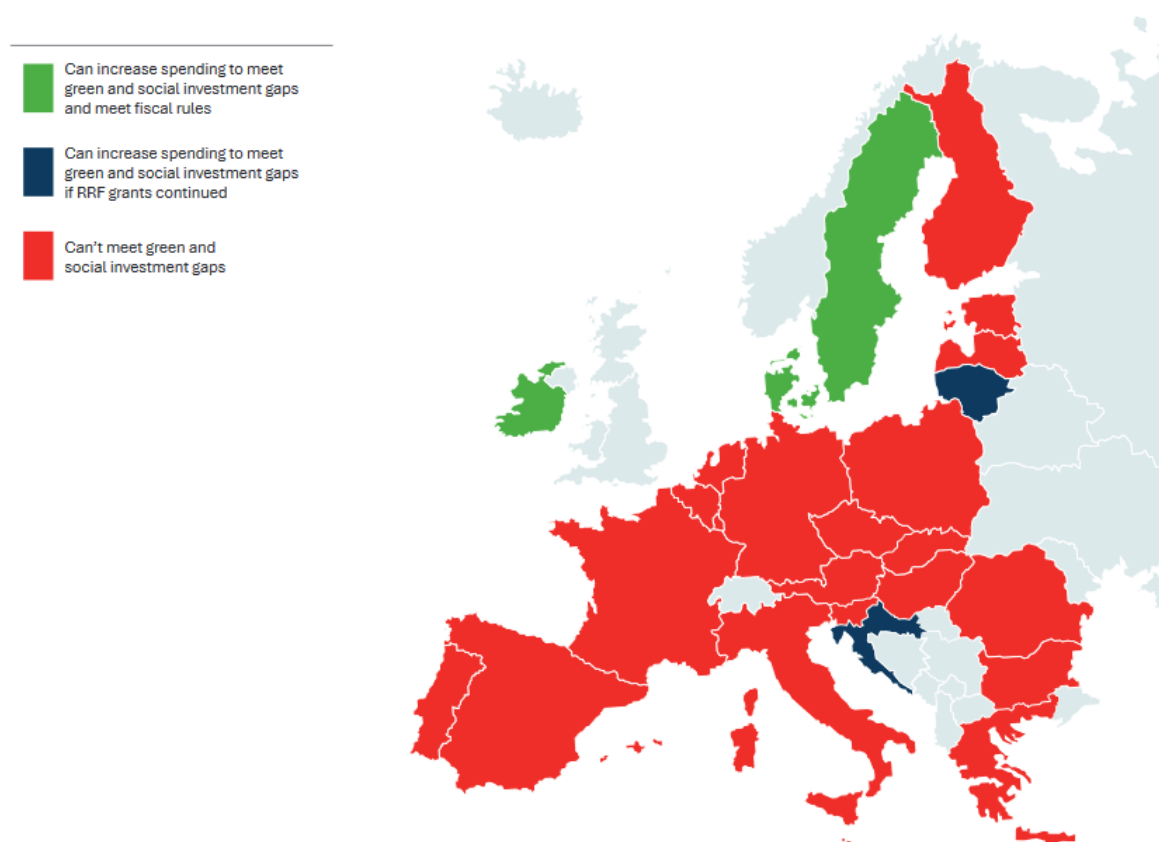 Can increase spending to meet
green and social investment gaps
and meet fiscal rules
Can increase spending to meet
green and social investment gaps
if RRF grants continued
Can’t meet green and
social investment gaps